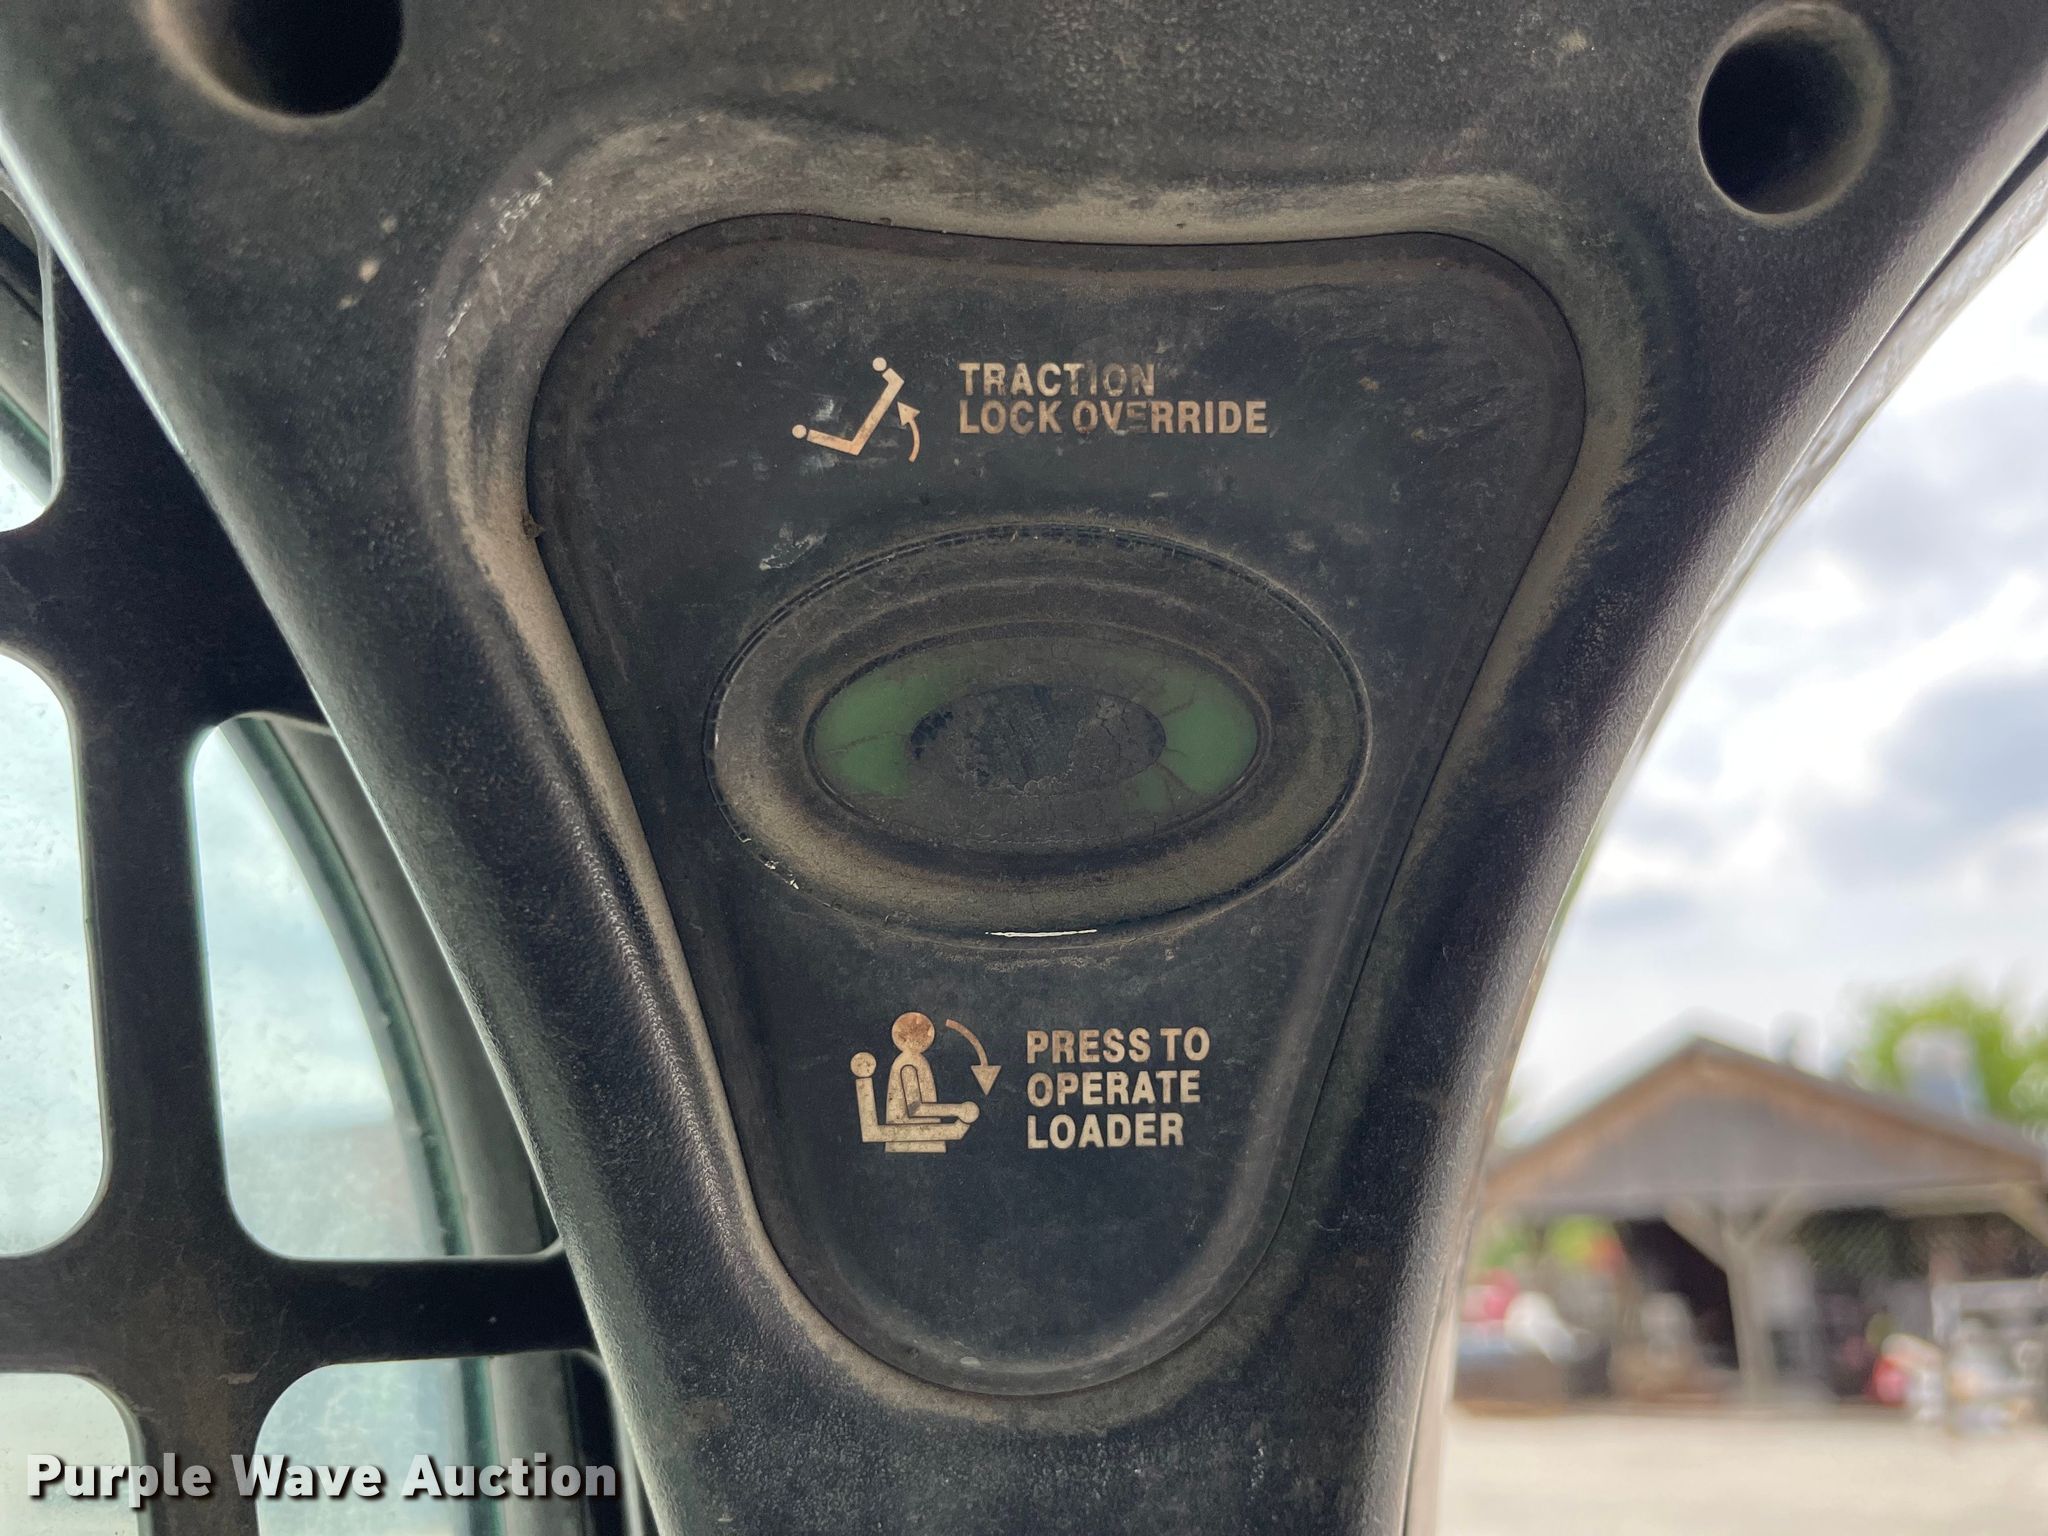 TRACTION
LOCK OVERRIDE
PRESS TO
OPERATE
LOADER
Purple Wave Auction